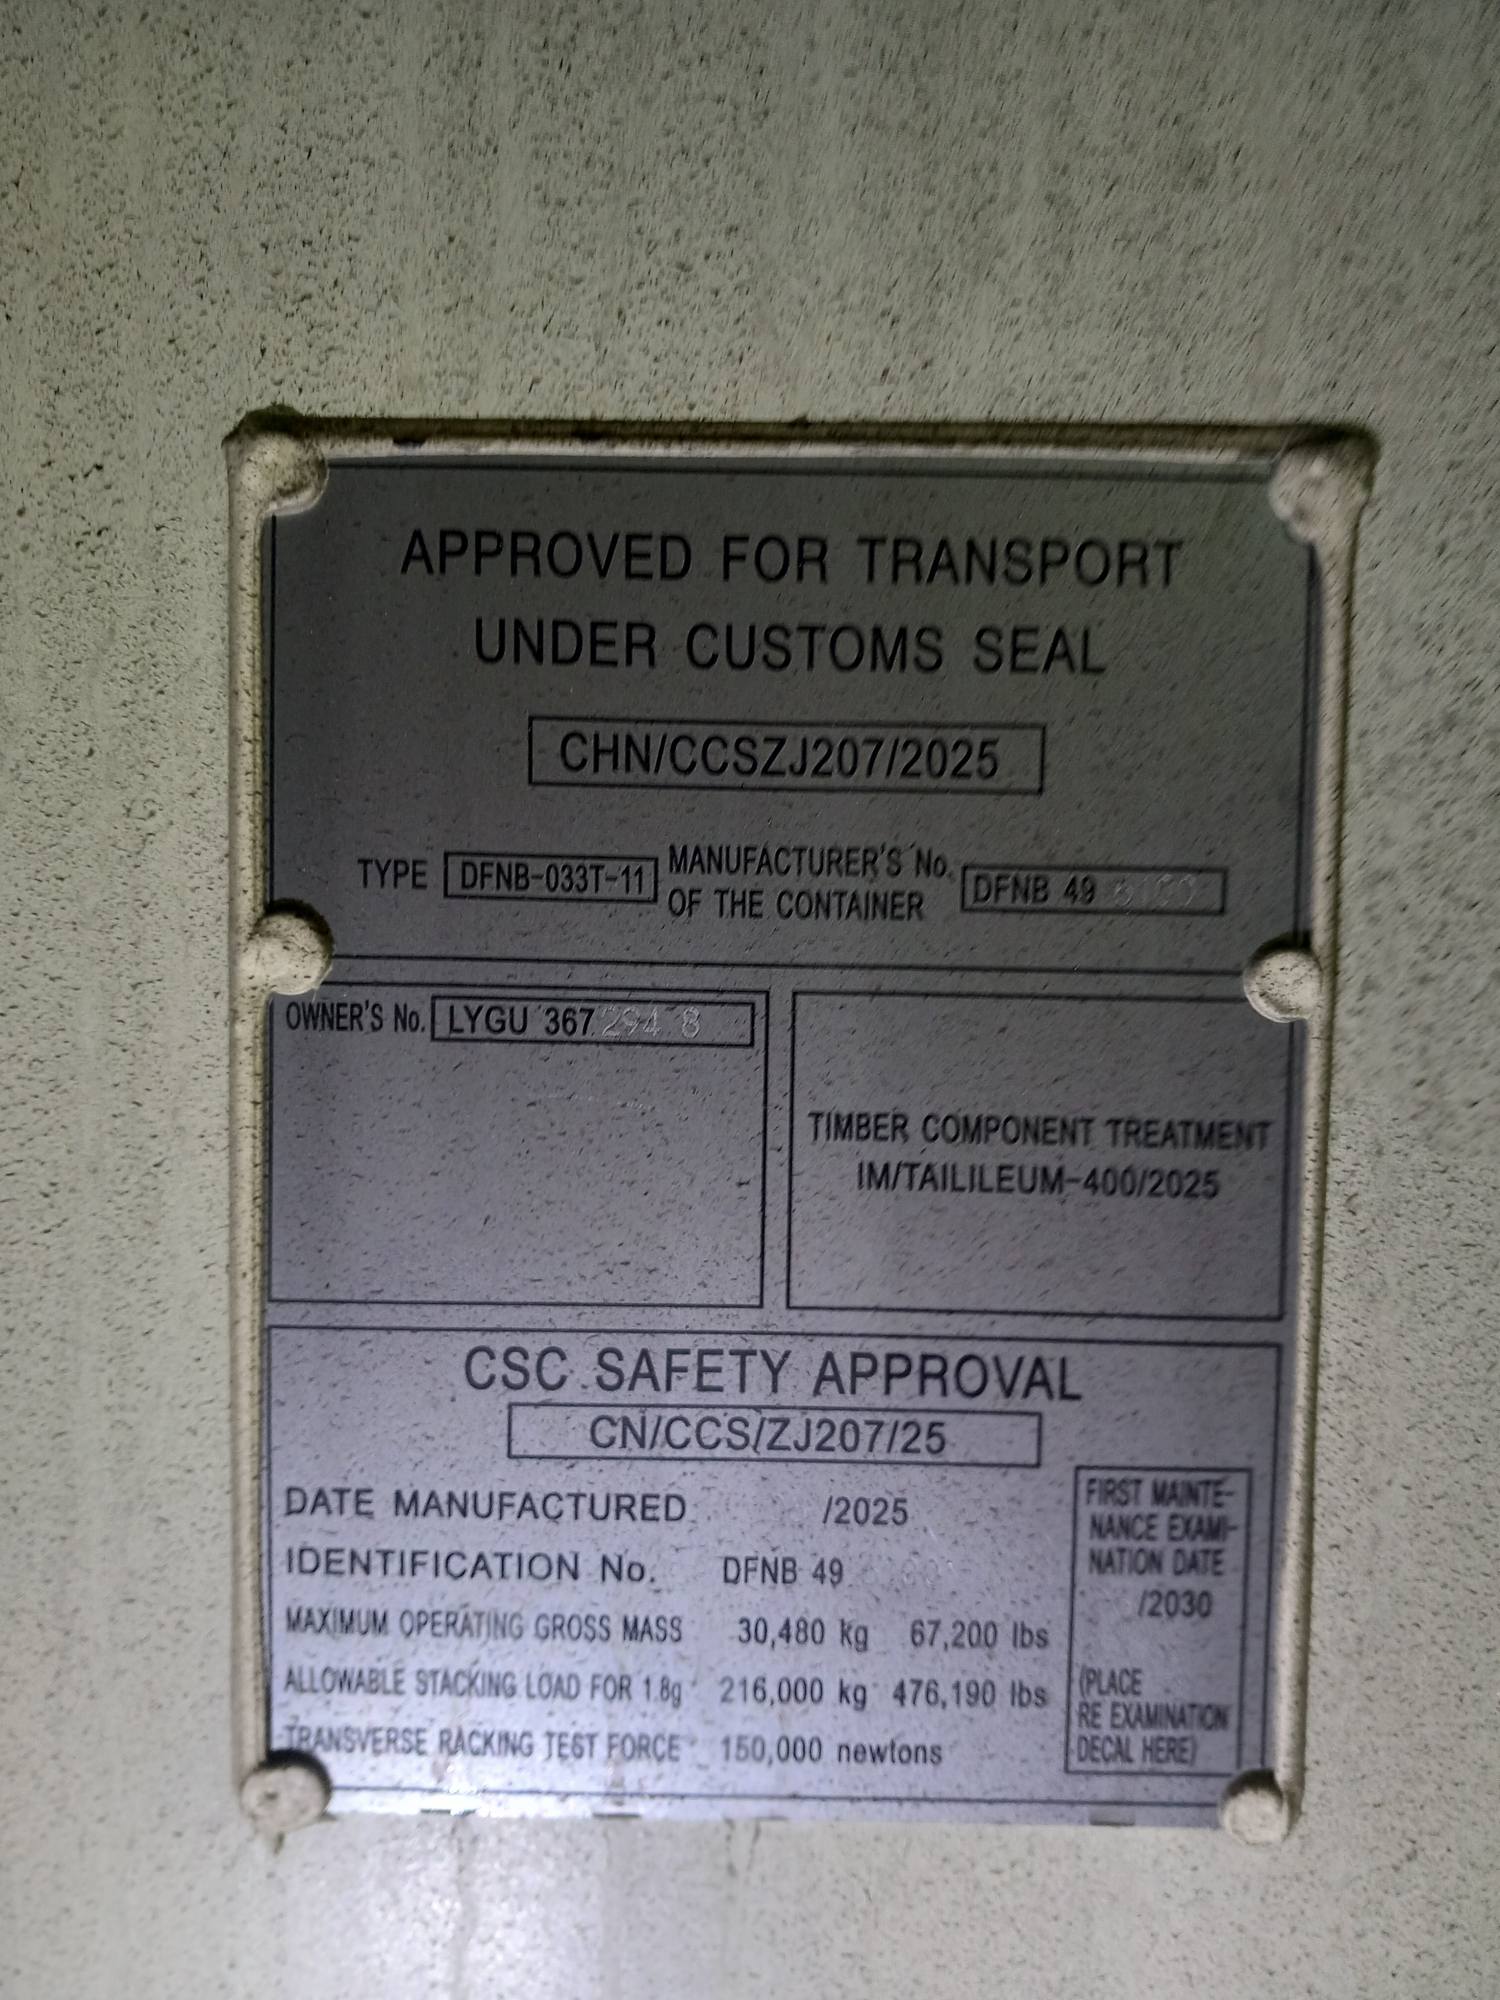 APPROVED FOR TRANSPORT
UNDER CUSTOMS SEAL
CHN/CCSZJ207/2025
TYPE DFNB-033T-11 MANUFACTURER'S No. OF THE CONTAINER DFNB 49
OWNER'S No. LYGU 367 294 8
TIMBER COMPONENT TREATMENT
IM/TAILILEUM-400/2025
CSC SAFETY APPROVAL
CN/CCS/ZJ207/25
DATE MANUFACTURED /2025
IDENTIFICATION No. DFNB 49
MAXIMUM OPERATING GROSS MASS 30,480 kg 67,200 lbs
ALLOWABLE STACKING LOAD FOR 1.8g 216,000 kg 476,190 lbs
TRANSVERSE RACKING TEST FORCE 150,000 newtons
FIRST MAINTE-
NANCE EXAMI-
NATION DATE
/2030
(PLACE
RE EXAMINATION
DECAL HERE)